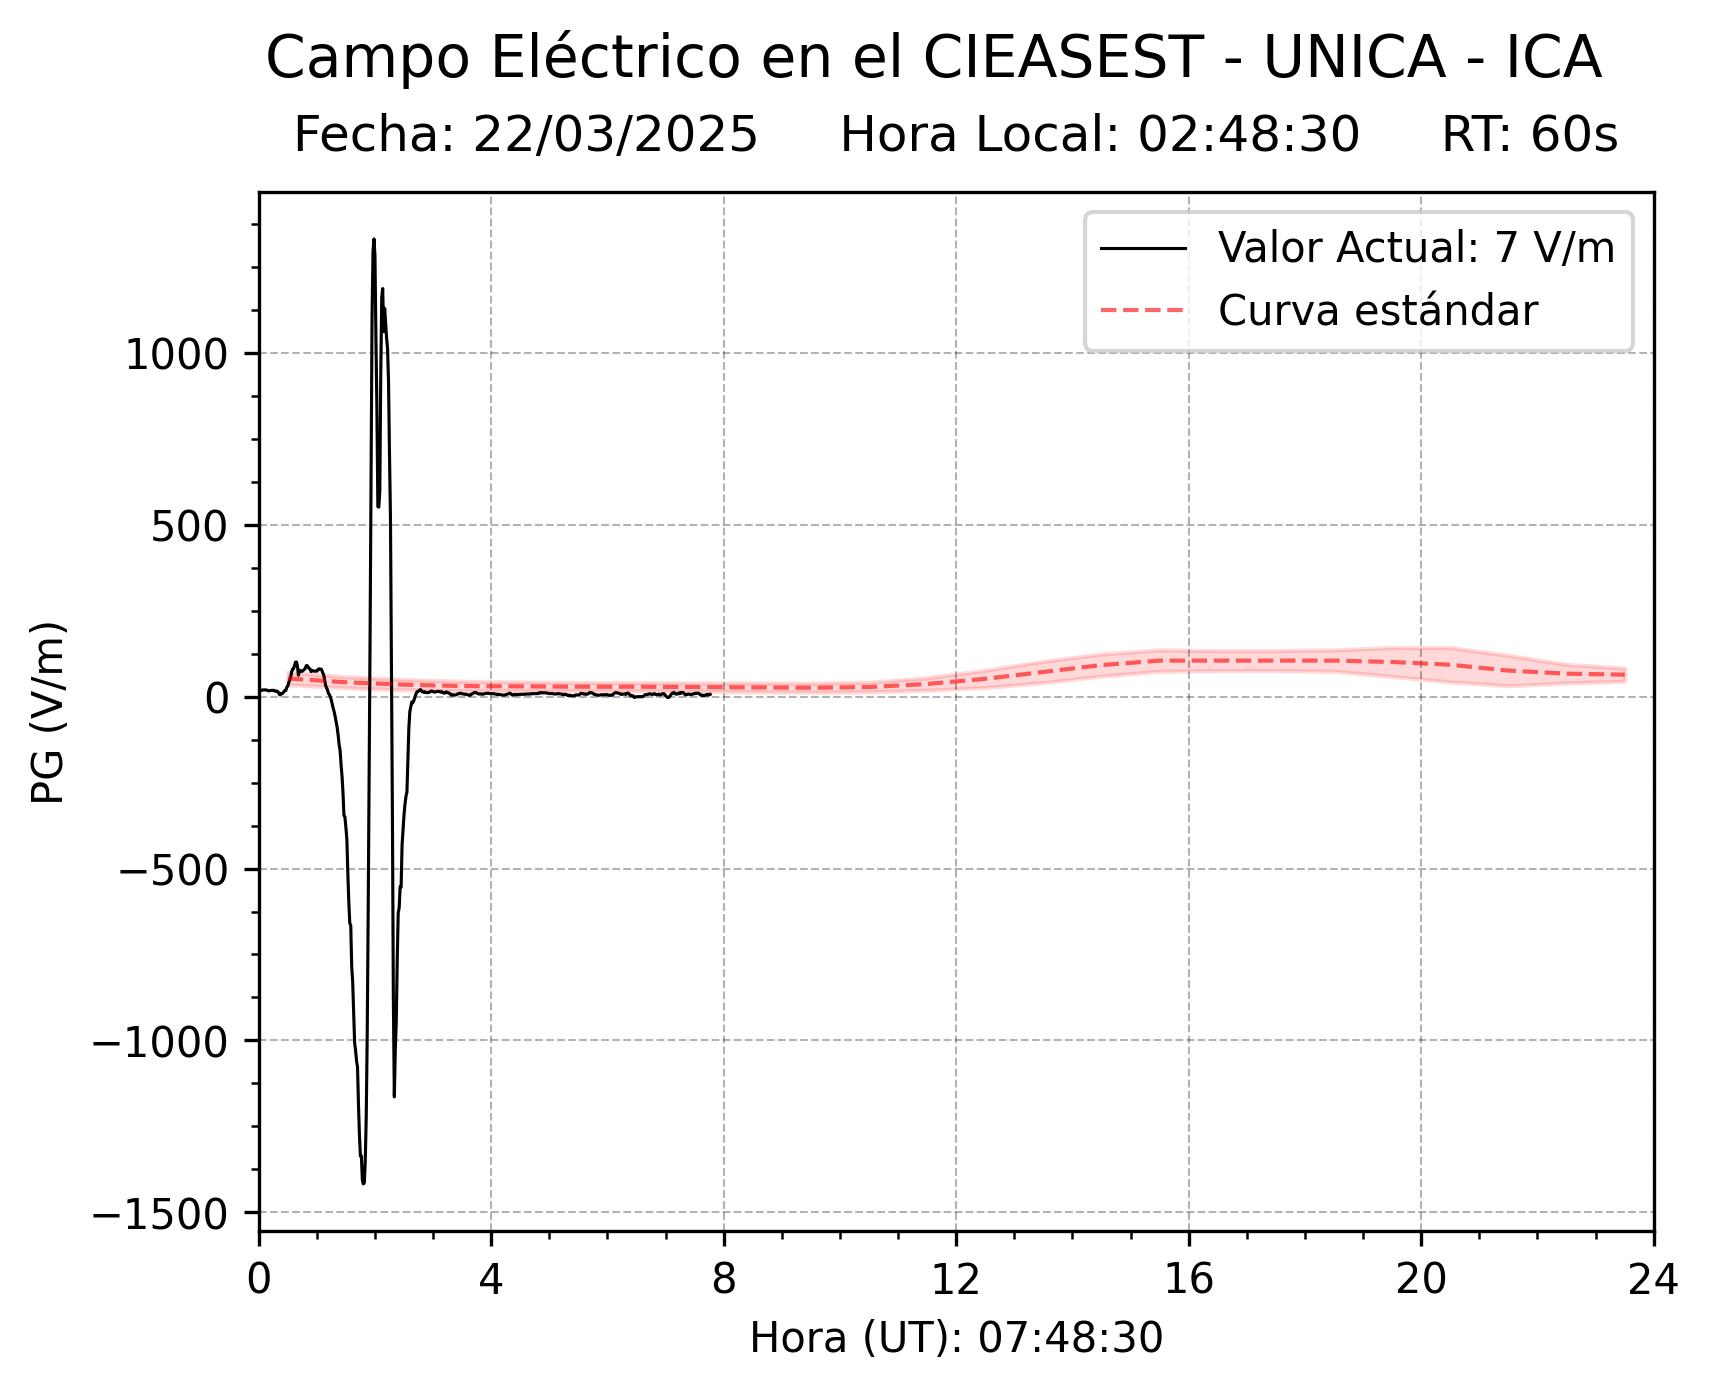 Campo Eléctrico en el CIEASEST - UNICA - ICA
Fecha: 22/03/2025 Hora Local: 02:48:30 RT: 60s
Valor Actual: 7 V/m
Curva estándar
PG (V/m)
1000
500
0
−500
−1000
−1500
0 4 8 12 16 20 24
Hora (UT): 07:48:30